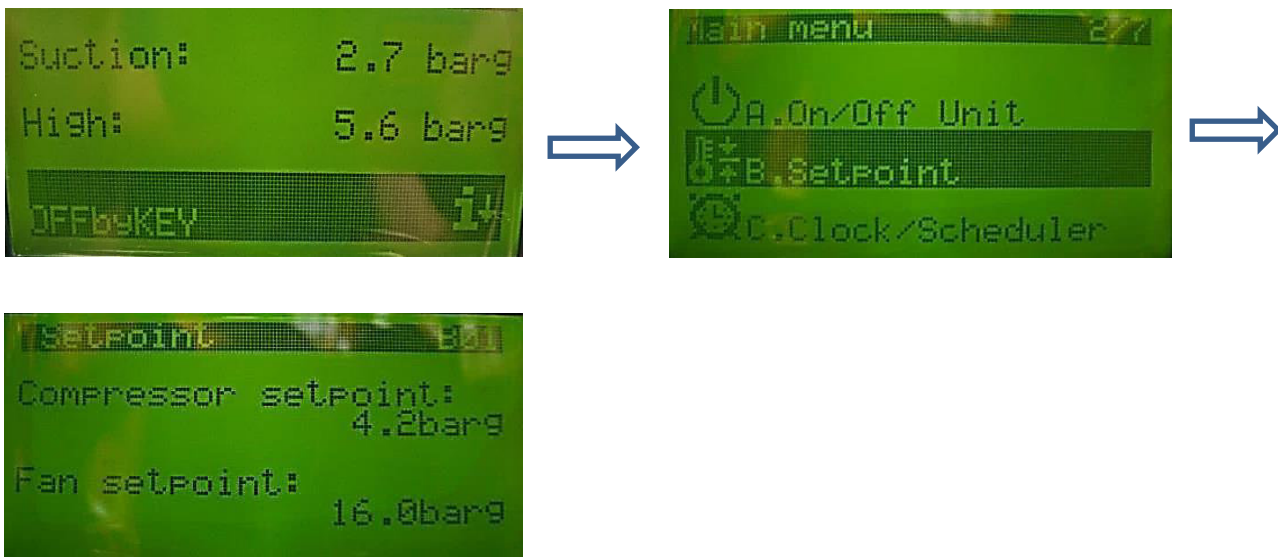 Suction: 2.7 barg
High: 5.6 barg
OFFbyKEY
Main menu 2/7
A.On/Off Unit
B.Setpoint
C.Clock/Scheduler
Setpoint B01
Compressor setpoint:
4.2barg
Fan setpoint:
16.0barg